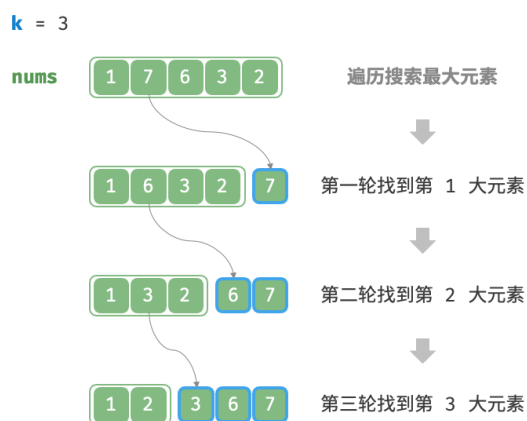 k = 3
nums 1 7 6 3 2 遍历搜索最大元素
1 6 3 2 7 第一轮找到第 1 大元素
1 3 2 6 7 第二轮找到第 2 大元素
1 2 3 6 7 第三轮找到第 3 大元素